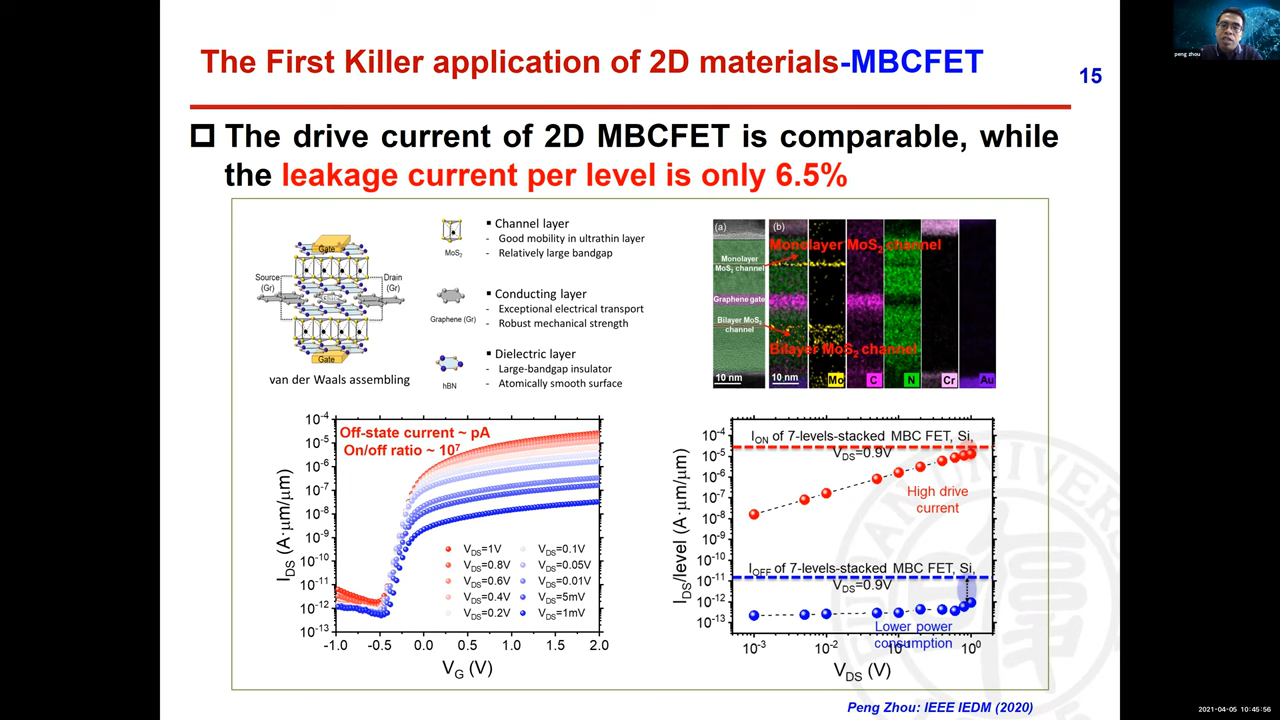 The First Killer application of 2D materials-MBCFET
15
The drive current of 2D MBCFET is comparable, while
the leakage current per level is only 6.5%
Gate
Source
(Gr)
Gate
Drain
(Gr)
Gate
van der Waals assembling
MoS₂
Graphene (Gr)
hBN
▪ Channel layer
- Good mobility in ultrathin layer
- Relatively large bandgap
▪ Conducting layer
- Exceptional electrical transport
- Robust mechanical strength
▪ Dielectric layer
- Large-bandgap insulator
- Atomically smooth surface
(a)
(b)
Monolayer MoS₂ channel
Monolayer
MoS₂ channel
Graphene gate
Bilayer MoS₂
channel
Bilayer MoS₂ channel
10 nm
10 nm
Mo
C
N
Cr
Au
Off-state current ~ pA
On/off ratio ~ 10⁷
10⁻⁴
10⁻⁵
10⁻⁶
10⁻⁷
10⁻⁸
10⁻⁹
10⁻¹⁰
10⁻¹¹
10⁻¹²
10⁻¹³
I_DS (A·μm/μm)
V_DS=1V
V_DS=0.8V
V_DS=0.6V
V_DS=0.4V
V_DS=0.2V
V_DS=0.1V
V_DS=0.05V
V_DS=0.01V
V_DS=5mV
V_DS=1mV
-1.0 -0.5 0.0 0.5 1.0 1.5 2.0
V_G (V)
I_ON of 7-levels-stacked MBC FET, Si,
V_DS=0.9V
High drive
current
I_OFF of 7-levels-stacked MBC FET, Si,
V_DS=0.9V
Lower power
consumption
10⁻⁴
10⁻⁵
10⁻⁶
10⁻⁷
10⁻⁸
10⁻⁹
10⁻¹⁰
10⁻¹¹
10⁻¹²
10⁻¹³
I_DS/level (A·μm/μm)
10⁻³ 10⁻² 10⁻¹ 10⁰
V_DS (V)
Peng Zhou: IEEE IEDM (2020)
peng zhou
2021-04-05 10:45:56